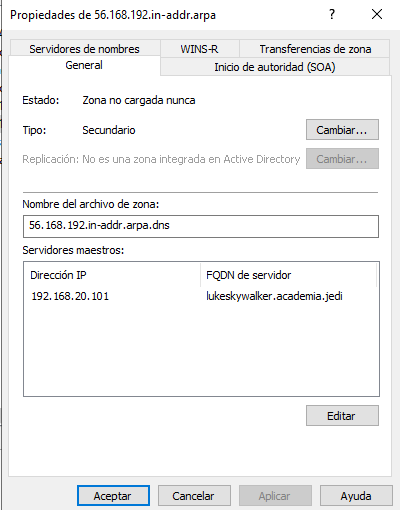 Propiedades de 56.168.192.in-addr.arpa
Servidores de nombres WINS-R Transferencias de zona
General Inicio de autoridad (SOA)
Estado: Zona no cargada nunca
Tipo: Secundario Cambiar...
Replicación: No es una zona integrada en Active Directory Cambiar...
Nombre del archivo de zona:
56.168.192.in-addr.arpa.dns
Servidores maestros:
Dirección IP FQDN de servidor
192.168.20.101 lukeskywalker.academia.jedi
Editar
Aceptar Cancelar Aplicar Ayuda